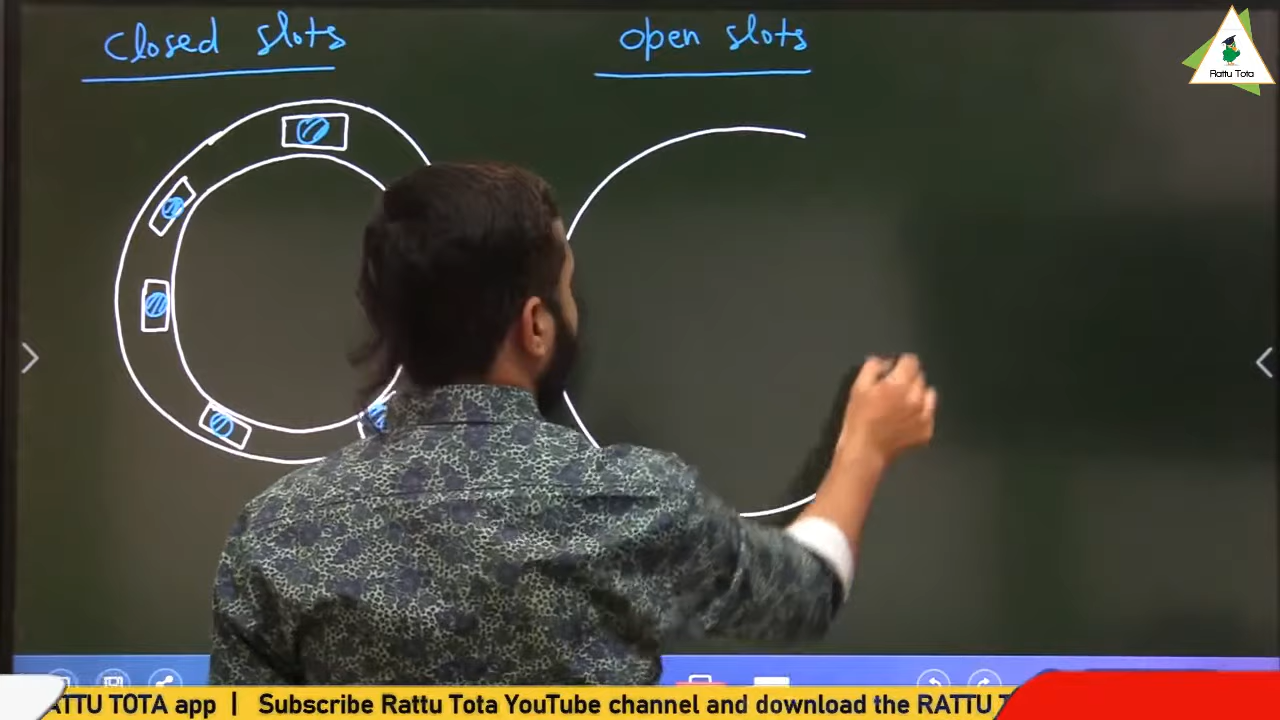 closed slots
open slots
Rattu Tota
ATTU TOTA app | Subscribe Rattu Tota YouTube channel and download the RATTU T